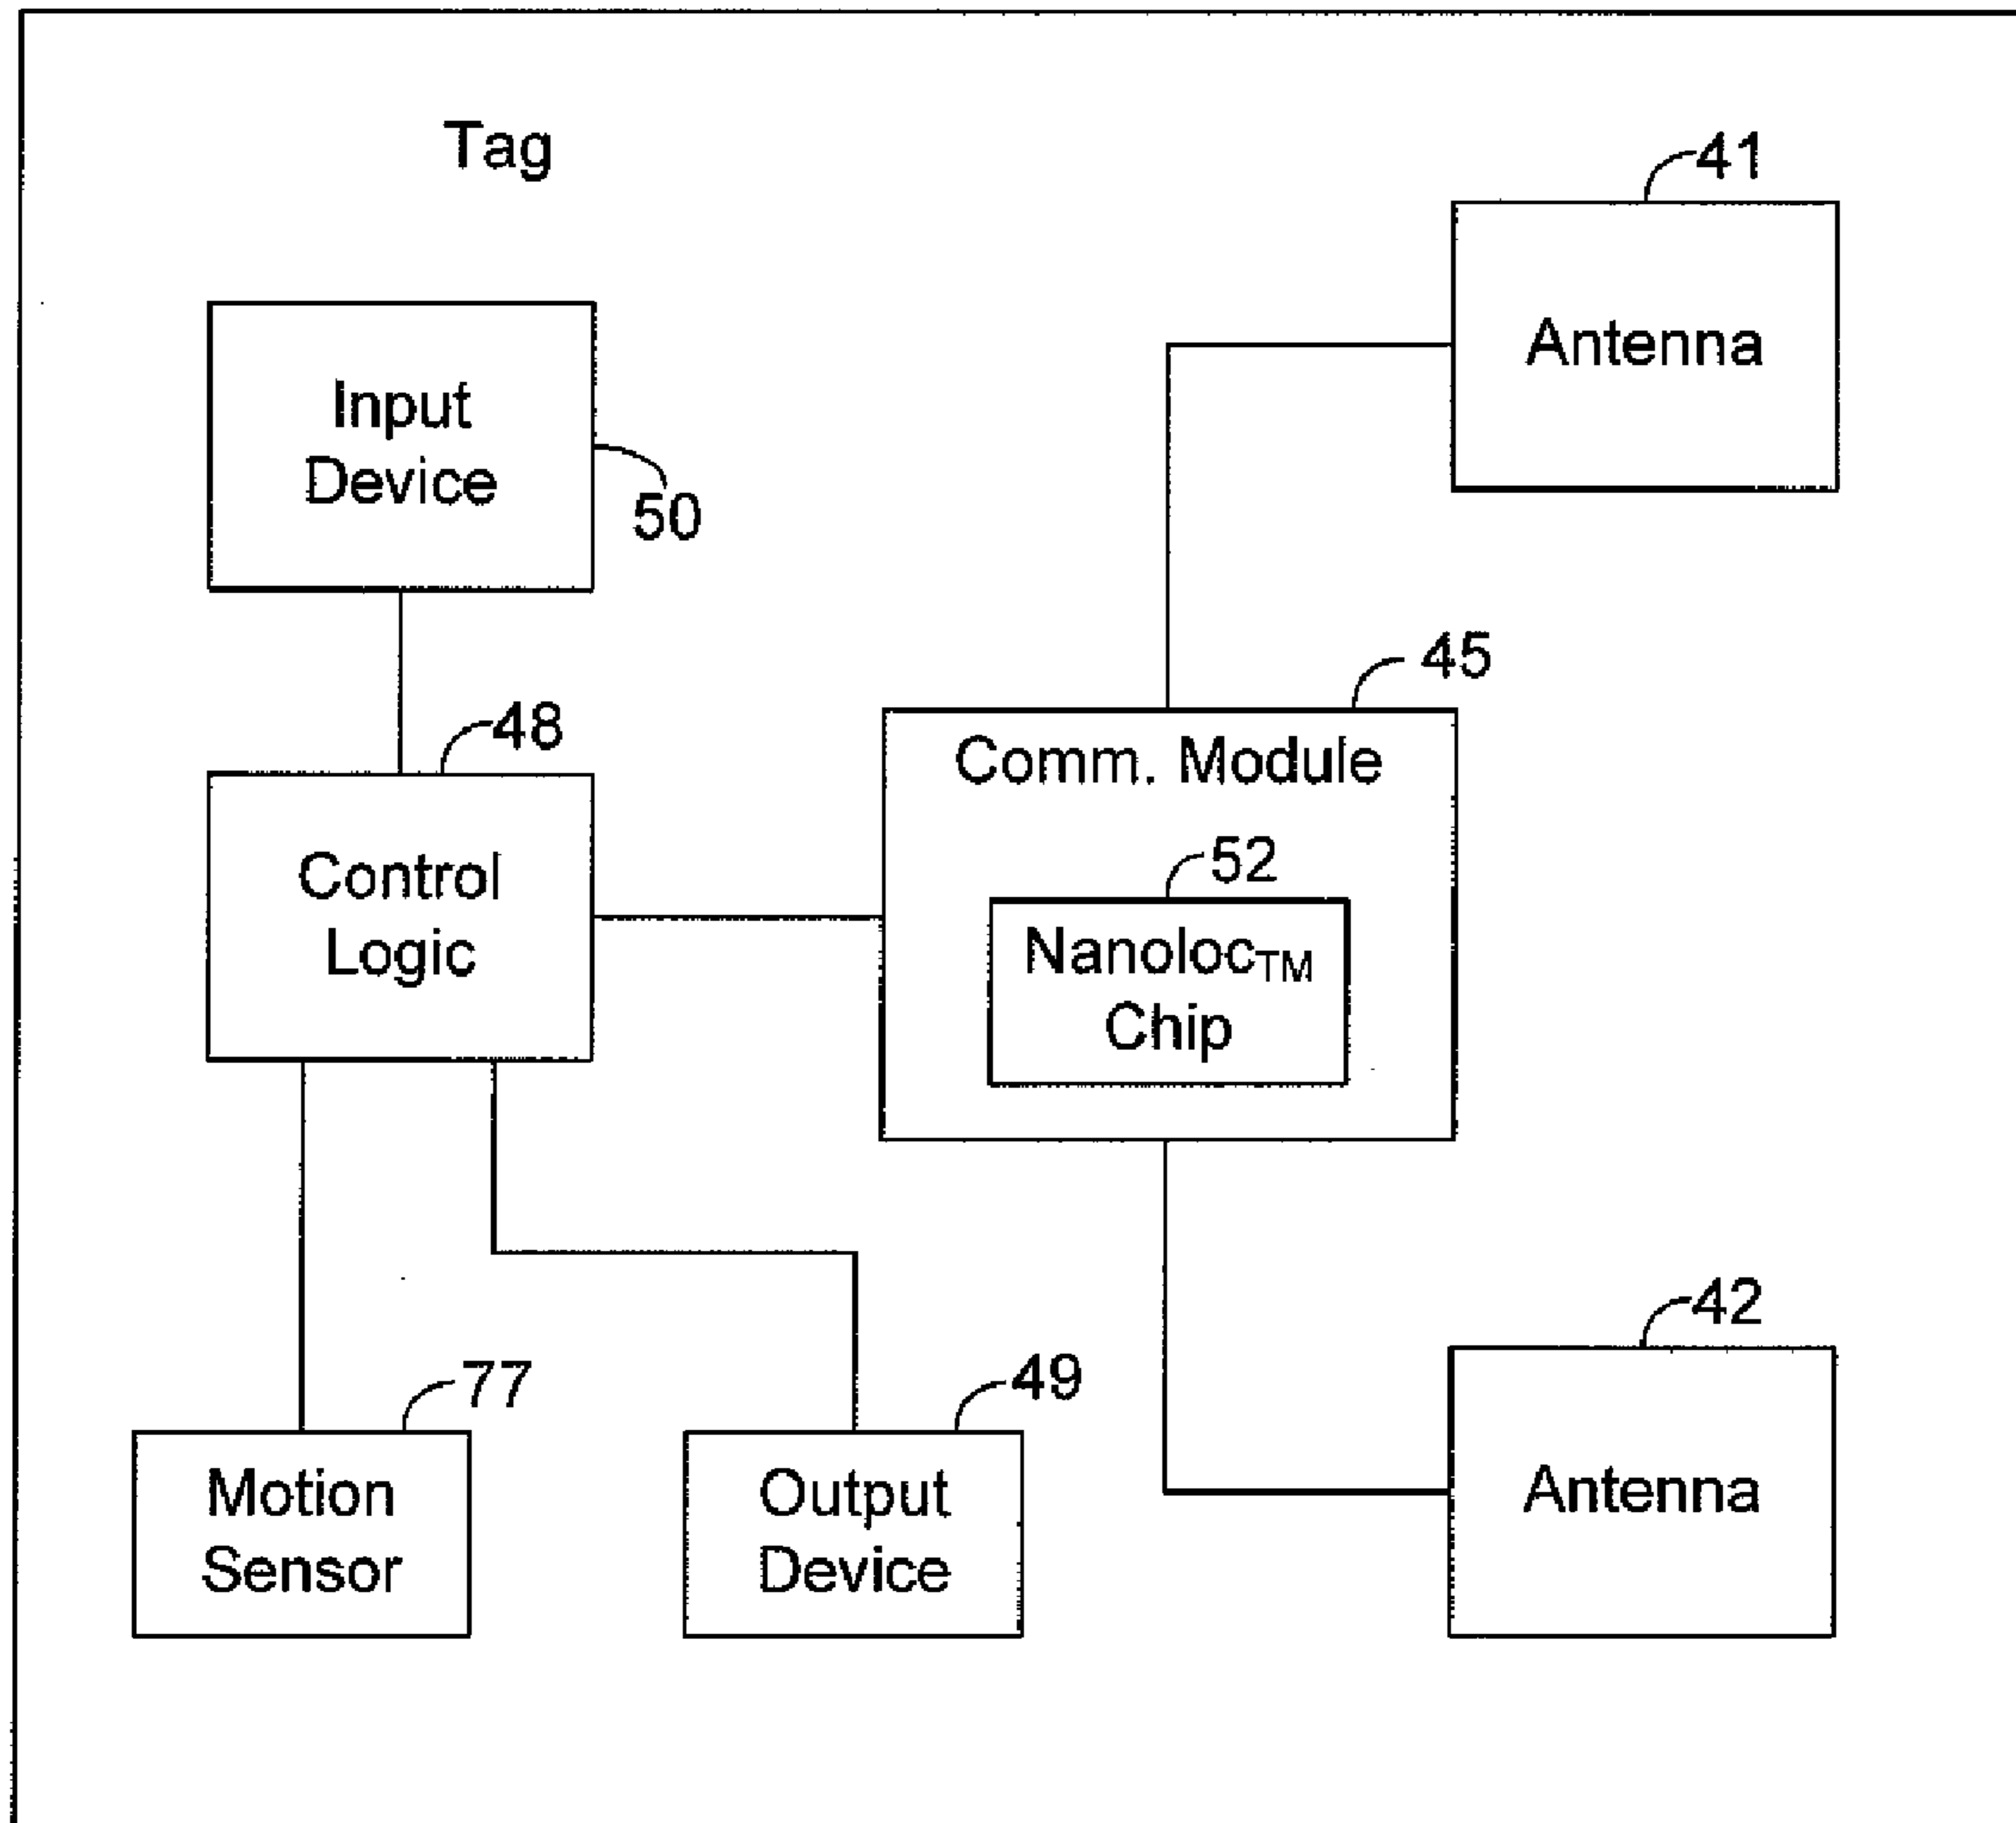 Tag
41
Antenna
Input
Device
50
45
48
Comm. Module
Control
Logic
52
Nanoloc™
Chip
42
Antenna
77
Motion
Sensor
49
Output
Device